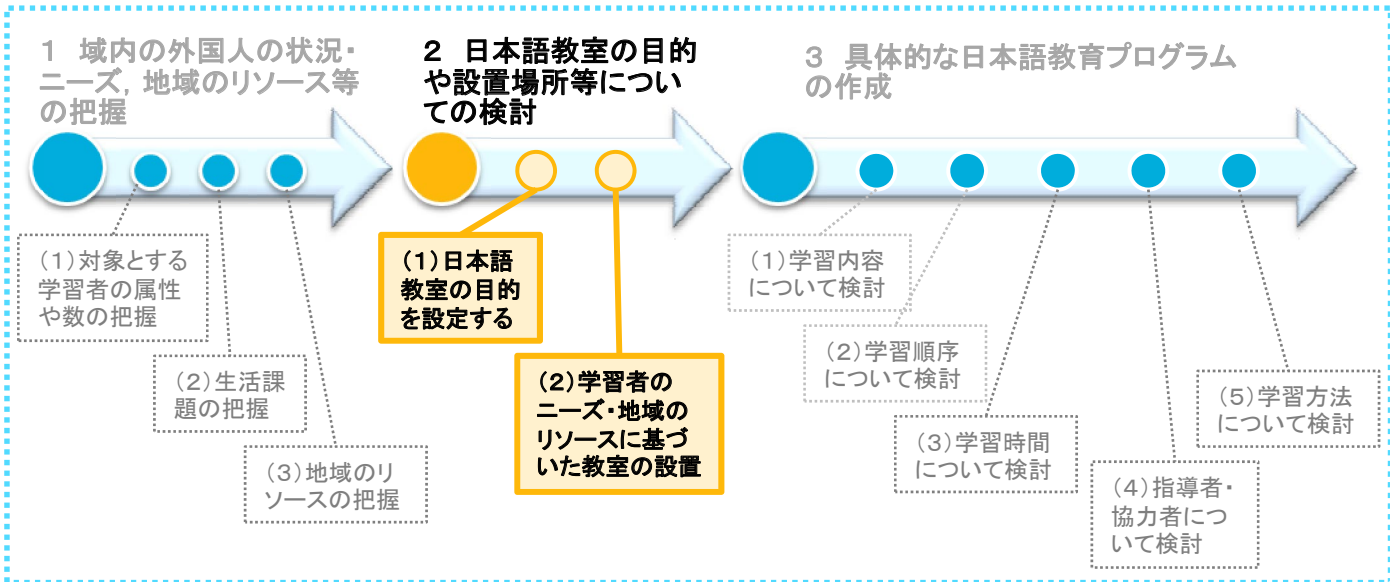 1 域内の外国人の状況・
ニーズ，地域のリソース等
の把握
(1)対象とする
学習者の属性
や数の把握
(2)生活課
題の把握
(3)地域のリ
ソースの把握
2 日本語教室の目的
や設置場所等につい
ての検討
(1)日本語
教室の目的
を設定する
(2)学習者の
ニーズ・地域の
リソースに基づ
いた教室の設置
3 具体的な日本語教育プログラム
の作成
(1)学習内容
について検討
(2)学習順序
について検討
(3)学習時間
について検討
(4)指導者・
協力者につ
いて検討
(5)学習方法
について検討